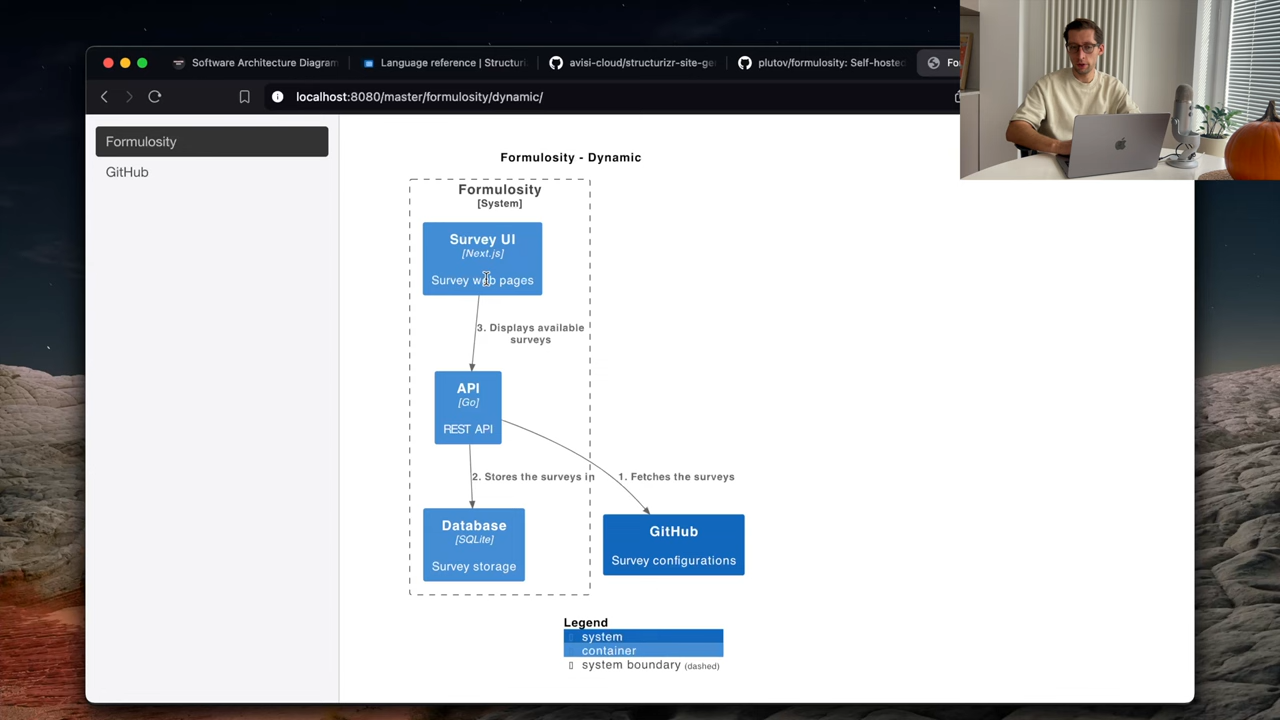 Software Architecture Diagram
Language reference | Structuriz
avisi-cloud/structurizr-site-ge
plutov/formulosity: Self-hosted
localhost:8080/master/formulosity/dynamic/
Formulosity
GitHub
Formulosity - Dynamic
Formulosity
[System]
Survey UI
[Next.js]
Survey web pages
3. Displays available
surveys
API
[Go]
REST API
2. Stores the surveys in
1. Fetches the surveys
Database
[SQLite]
Survey storage
GitHub
Survey configurations
Legend
system
container
system boundary (dashed)